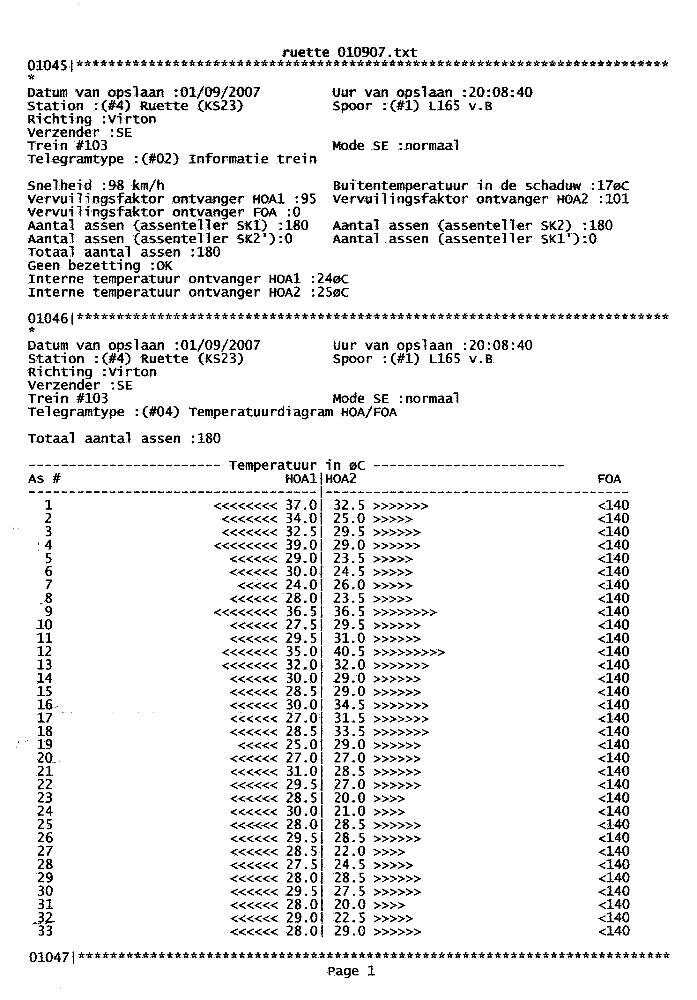 ruette 010907.txt
01045|**************************************************************************
*
Datum van opslaan :01/09/2007 Uur van opslaan :20:08:40
Station :(#4) Ruette (KS23) Spoor :(#1) L165 v.B
Richting :Virton
Verzender :SE
Trein #103 Mode SE :normaal
Telegramtype :(#02) Informatie trein
Snelheid :98 km/h Buitentemperatuur in de schaduw :17øC
Vervuilingsfaktor ontvanger HOA1 :95 Vervuilingsfaktor ontvanger HOA2 :101
Vervuilingsfaktor ontvanger FOA :0
Aantal assen (assenteller SK1) :180 Aantal assen (assenteller SK2) :180
Aantal assen (assenteller SK2'):0 Aantal assen (assenteller SK1'):0
Totaal aantal assen :180
Geen bezetting :OK
Interne temperatuur ontvanger HOA1 :24øC
Interne temperatuur ontvanger HOA2 :25øC
01046|**************************************************************************
*
Datum van opslaan :01/09/2007 Uur van opslaan :20:08:40
Station :(#4) Ruette (KS23) Spoor :(#1) L165 v.B
Richting :Virton
Verzender :SE
Trein #103 Mode SE :normaal
Telegramtype :(#04) Temperatuurdiagram HOA/FOA
Totaal aantal assen :180
------------------------ Temperatuur in øC ------------------------
As # HOA1|HOA2 FOA
------------------------------------|--------------------------------------
1 <<<<<<<< 37.0| 32.5 >>>>>>> <140
2 <<<<<<< 34.0| 25.0 >>>>> <140
3 <<<<<<< 32.5| 29.5 >>>>>> <140
4 <<<<<<<< 39.0| 29.0 >>>>>> <140
5 <<<<<< 29.0| 23.5 >>>>> <140
6 <<<<<< 30.0| 24.5 >>>>> <140
7 <<<<< 24.0| 26.0 >>>>> <140
8 <<<<<< 28.0| 23.5 >>>>> <140
9 <<<<<<<< 36.5| 36.5 >>>>>>>> <140
10 <<<<<< 27.5| 29.5 >>>>>> <140
11 <<<<<< 29.5| 31.0 >>>>>> <140
12 <<<<<<< 35.0| 40.5 >>>>>>>>> <140
13 <<<<<<< 32.0| 32.0 >>>>>>> <140
14 <<<<<< 30.0| 29.0 >>>>>> <140
15 <<<<<< 28.5| 29.0 >>>>>> <140
16 <<<<<< 30.0| 34.5 >>>>>>> <140
17 <<<<<< 27.0| 31.5 >>>>>>> <140
18 <<<<<< 28.5| 33.5 >>>>>>> <140
19 <<<<< 25.0| 29.0 >>>>>> <140
20 <<<<<< 27.0| 27.0 >>>>>> <140
21 <<<<<< 31.0| 28.5 >>>>>> <140
22 <<<<<< 29.5| 27.0 >>>>>> <140
23 <<<<<< 28.5| 20.0 >>>> <140
24 <<<<<< 30.0| 21.0 >>>> <140
25 <<<<<< 28.0| 28.5 >>>>>> <140
26 <<<<<< 29.5| 28.5 >>>>>> <140
27 <<<<<< 28.5| 22.0 >>>> <140
28 <<<<<< 27.5| 24.5 >>>>> <140
29 <<<<<< 28.0| 28.5 >>>>>> <140
30 <<<<<< 29.5| 27.5 >>>>>> <140
31 <<<<<< 28.0| 20.0 >>>> <140
32 <<<<<< 29.0| 22.5 >>>>> <140
33 <<<<<< 28.0| 29.0 >>>>>> <140
01047|**************************************************************************
Page 1